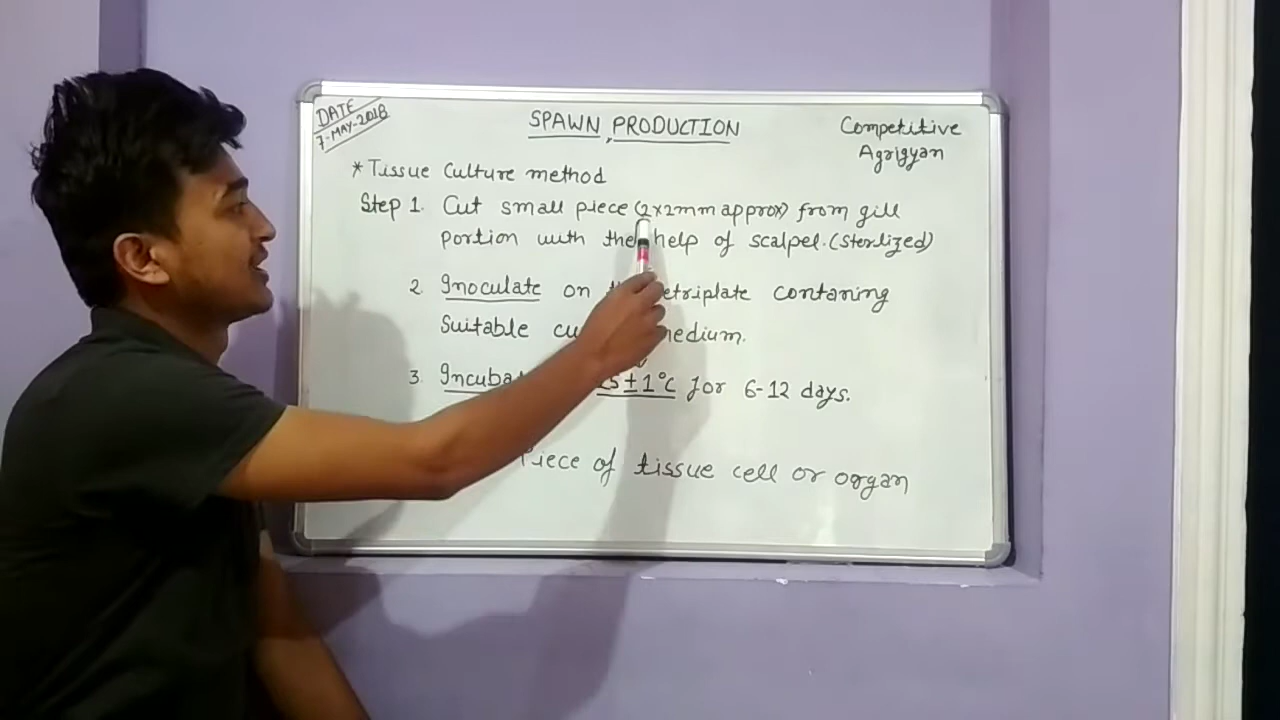 DATE
7-MAY-2018
SPAWN PRODUCTION
Competitive
Agrigyan
* Tissue Culture method
Step 1. Cut small piece (2x2mm approx) from gill
portion with the help of scalpel. (sterlized)
2. Inoculate on petriplate contaning
Suitable medium.
3. 25±1°C for 6-12 days.
Piece of tissue cell or organ